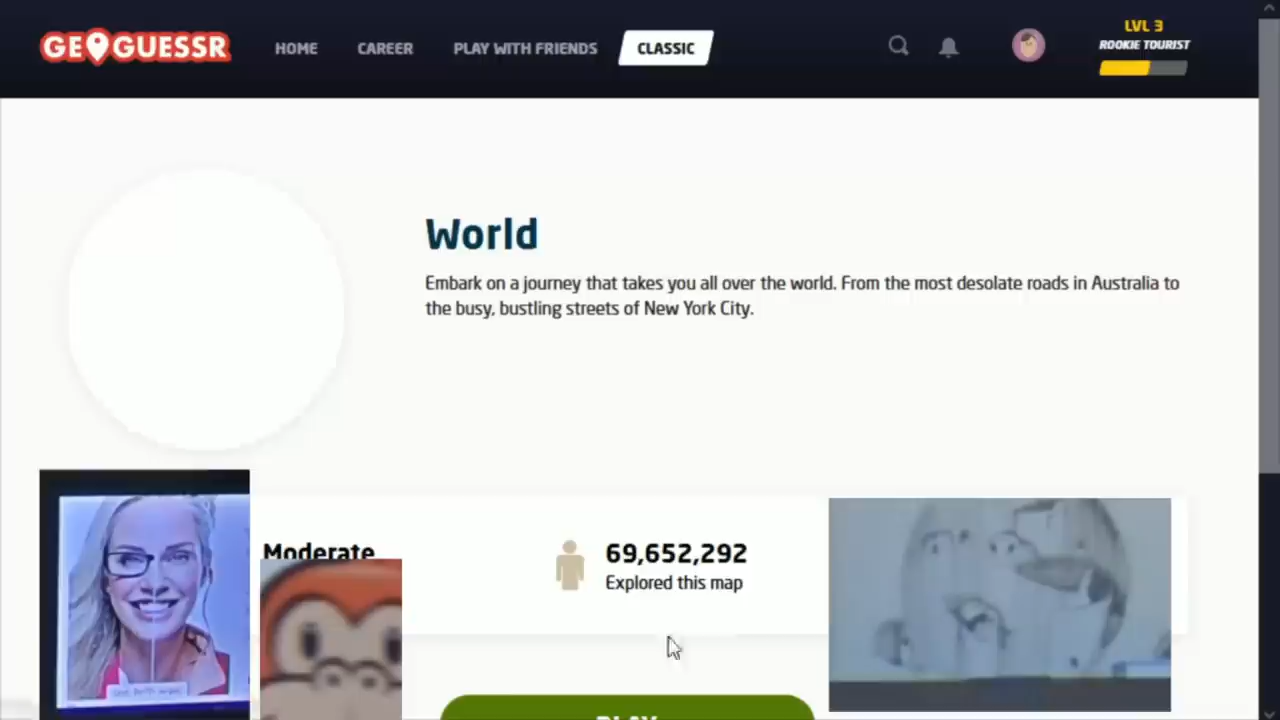 GEOGUESSR
HOME
CAREER
PLAY WITH FRIENDS
CLASSIC
LVL 3
ROOKIE TOURIST
World
Embark on a journey that takes you all over the world. From the most desolate roads in Australia to
the busy, bustling streets of New York City.
Moderate
69,652,292
Explored this map
PLAY